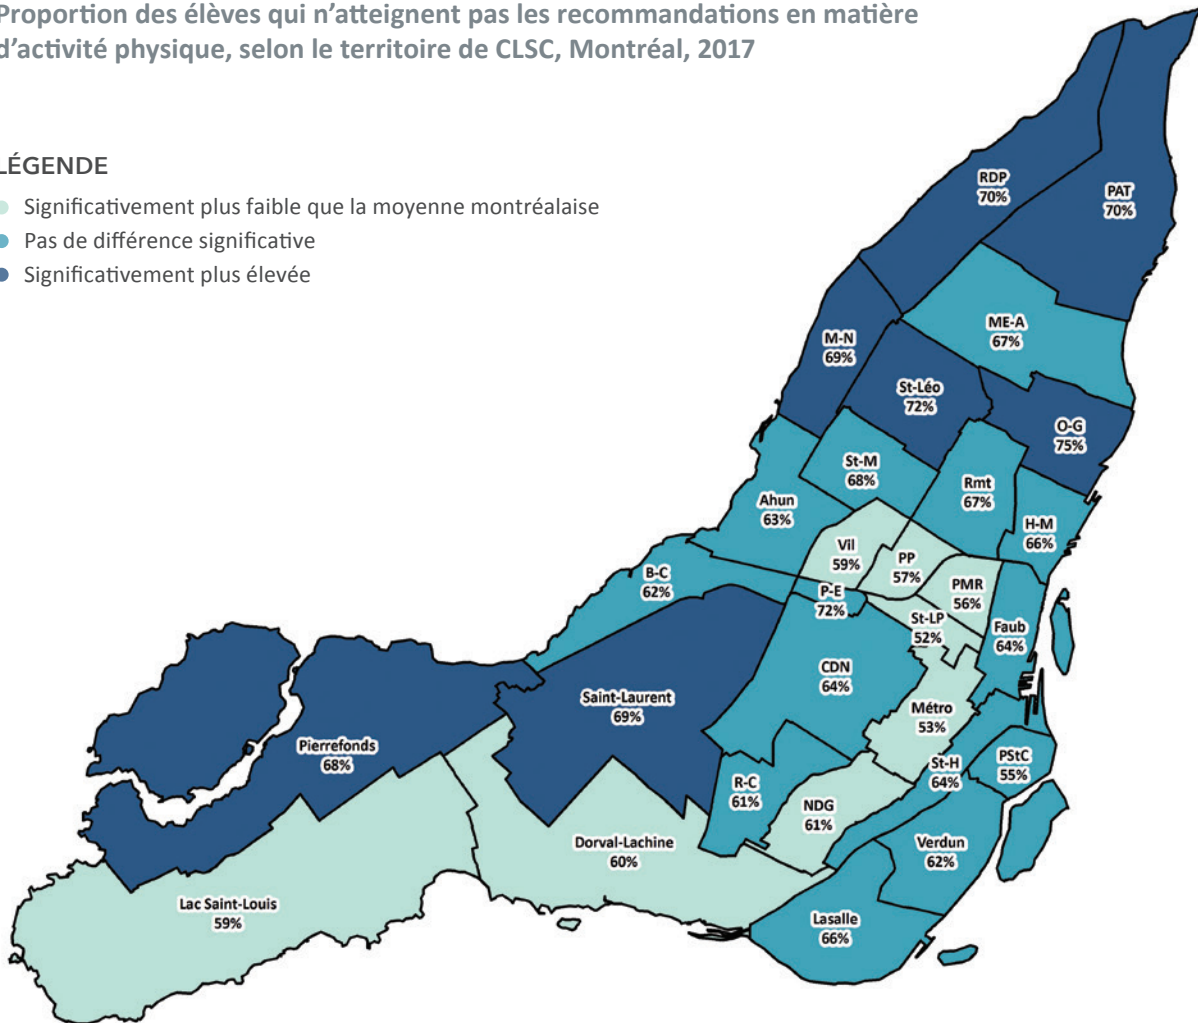 Proportion des élèves qui n’atteignent pas les recommandations en matière
d’activité physique, selon le territoire de CLSC, Montréal, 2017
LÉGENDE
Significativement plus faible que la moyenne montréalaise
Pas de différence significative
Significativement plus élevée
RDP
70%
PAT
70%
ME-A
67%
M-N
69%
St-Léo
72%
O-G
75%
St-M
68%
Rmt
67%
Ahun
63%
H-M
66%
Vil
59%
PP
57%
B-C
62%
P-E
72%
PMR
56%
St-LP
52%
Faub
64%
CDN
64%
Saint-Laurent
69%
Métro
53%
Pierrefonds
68%
St-H
64%
PStC
55%
R-C
61%
NDG
61%
Dorval-Lachine
60%
Verdun
62%
Lac Saint-Louis
59%
Lasalle
66%